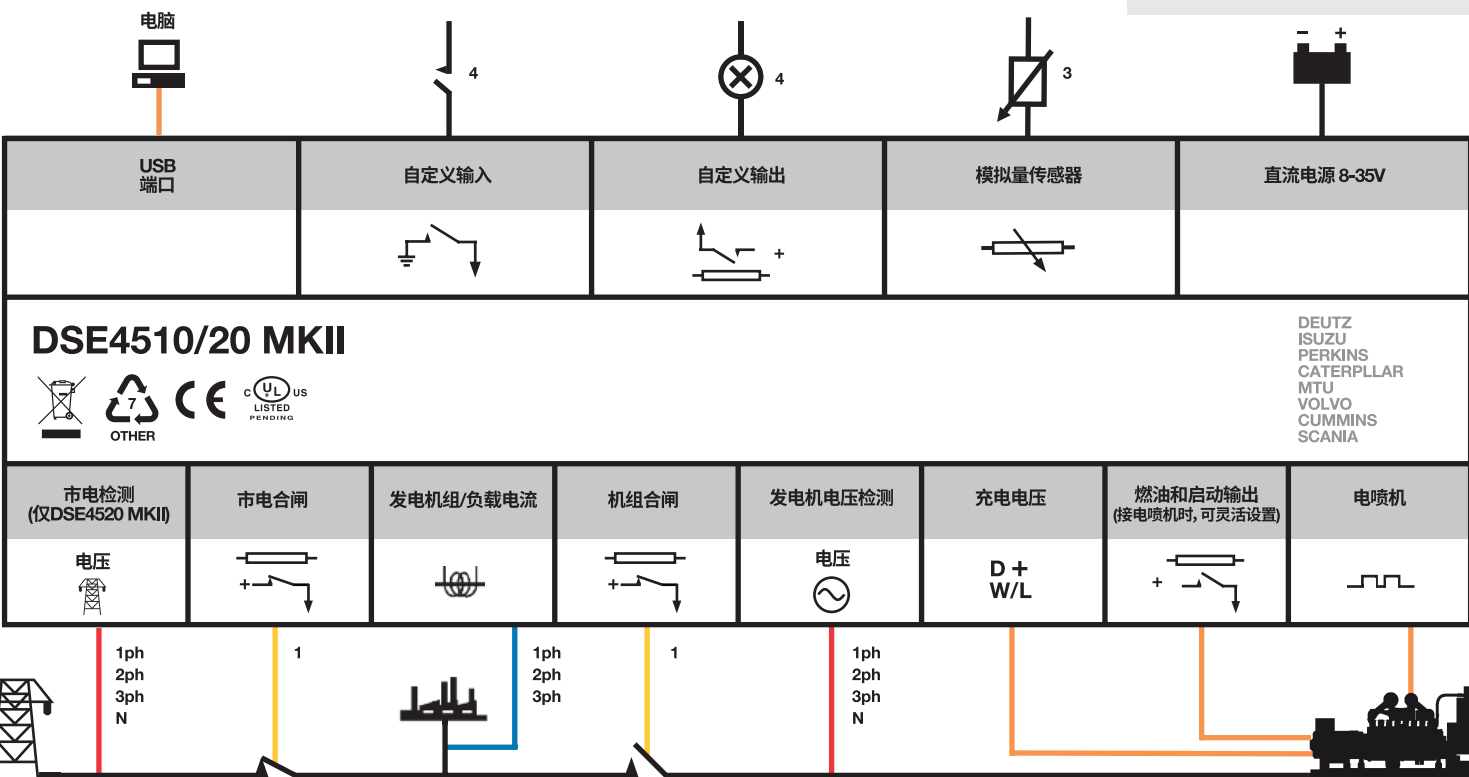 电脑
4
4
3
- +
USB
端口
自定义输入
自定义输出
模拟量传感器
直流电源 8-35V
+
DSE4510/20 MKII
7
OTHER
CE
C UL US
LISTED
PENDING
DEUTZ
ISUZU
PERKINS
CATERPLLAR
MTU
VOLVO
CUMMINS
SCANIA
市电检测
(仅DSE4520 MKII)
市电合闸
发电机组/负载电流
机组合闸
发电机电压检测
充电电压
燃油和启动输出
(接电喷机时, 可灵活设置)
电喷机
电压
+
+
电压
D +
W/L
+
1ph
2ph
3ph
N
1
1ph
2ph
3ph
1
1ph
2ph
3ph
N